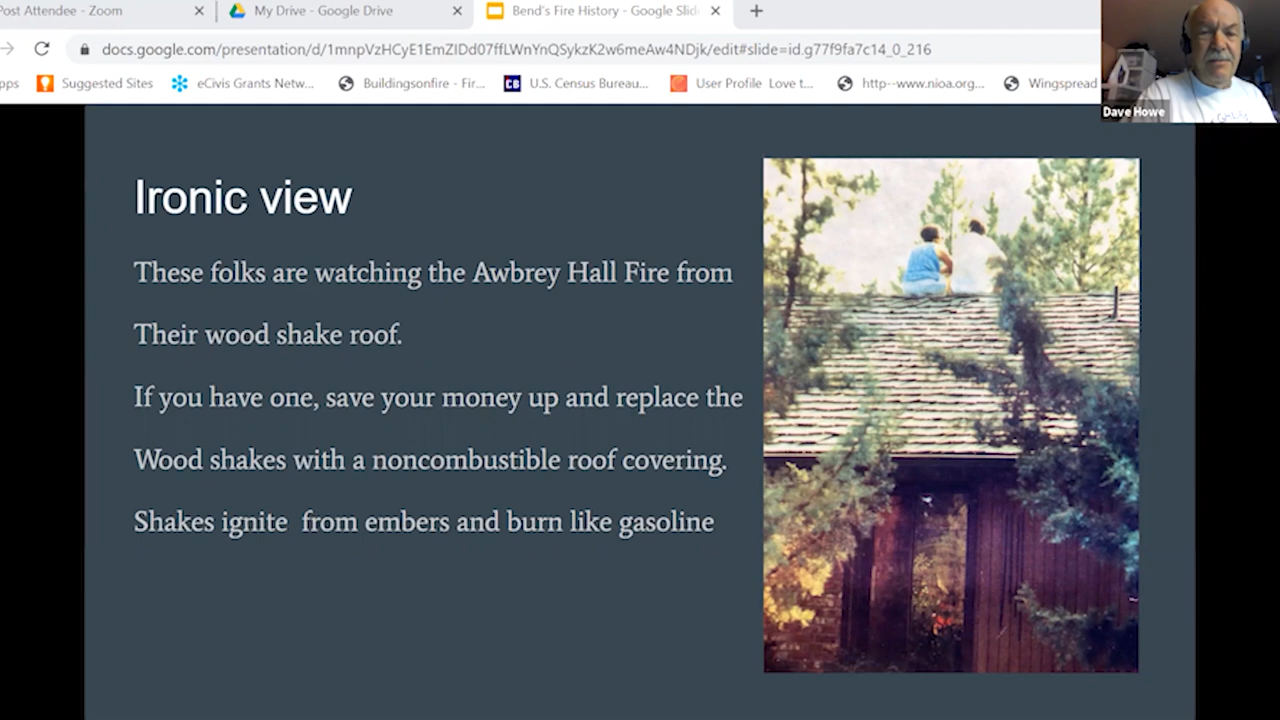 Post Attendee - Zoom
My Drive - Google Drive
Bend's Fire History - Google Slid
docs.google.com/presentation/d/1mnpVzHCyE1EmZIDd07ffLWnYnQSykzK2w6meAw4NDjk/edit#slide=id.g77f9fa7c14_0_216
pps
Suggested Sites
eCivis Grants Netw...
Buildingsonfire - Fir...
CB
U.S. Census Bureau...
User Profile Love t...
http--www.nioa.org...
Wingspread
Dave Howe
Ironic view
These folks are watching the Awbrey Hall Fire from
Their wood shake roof.
If you have one, save your money up and replace the
Wood shakes with a noncombustible roof covering.
Shakes ignite from embers and burn like gasoline